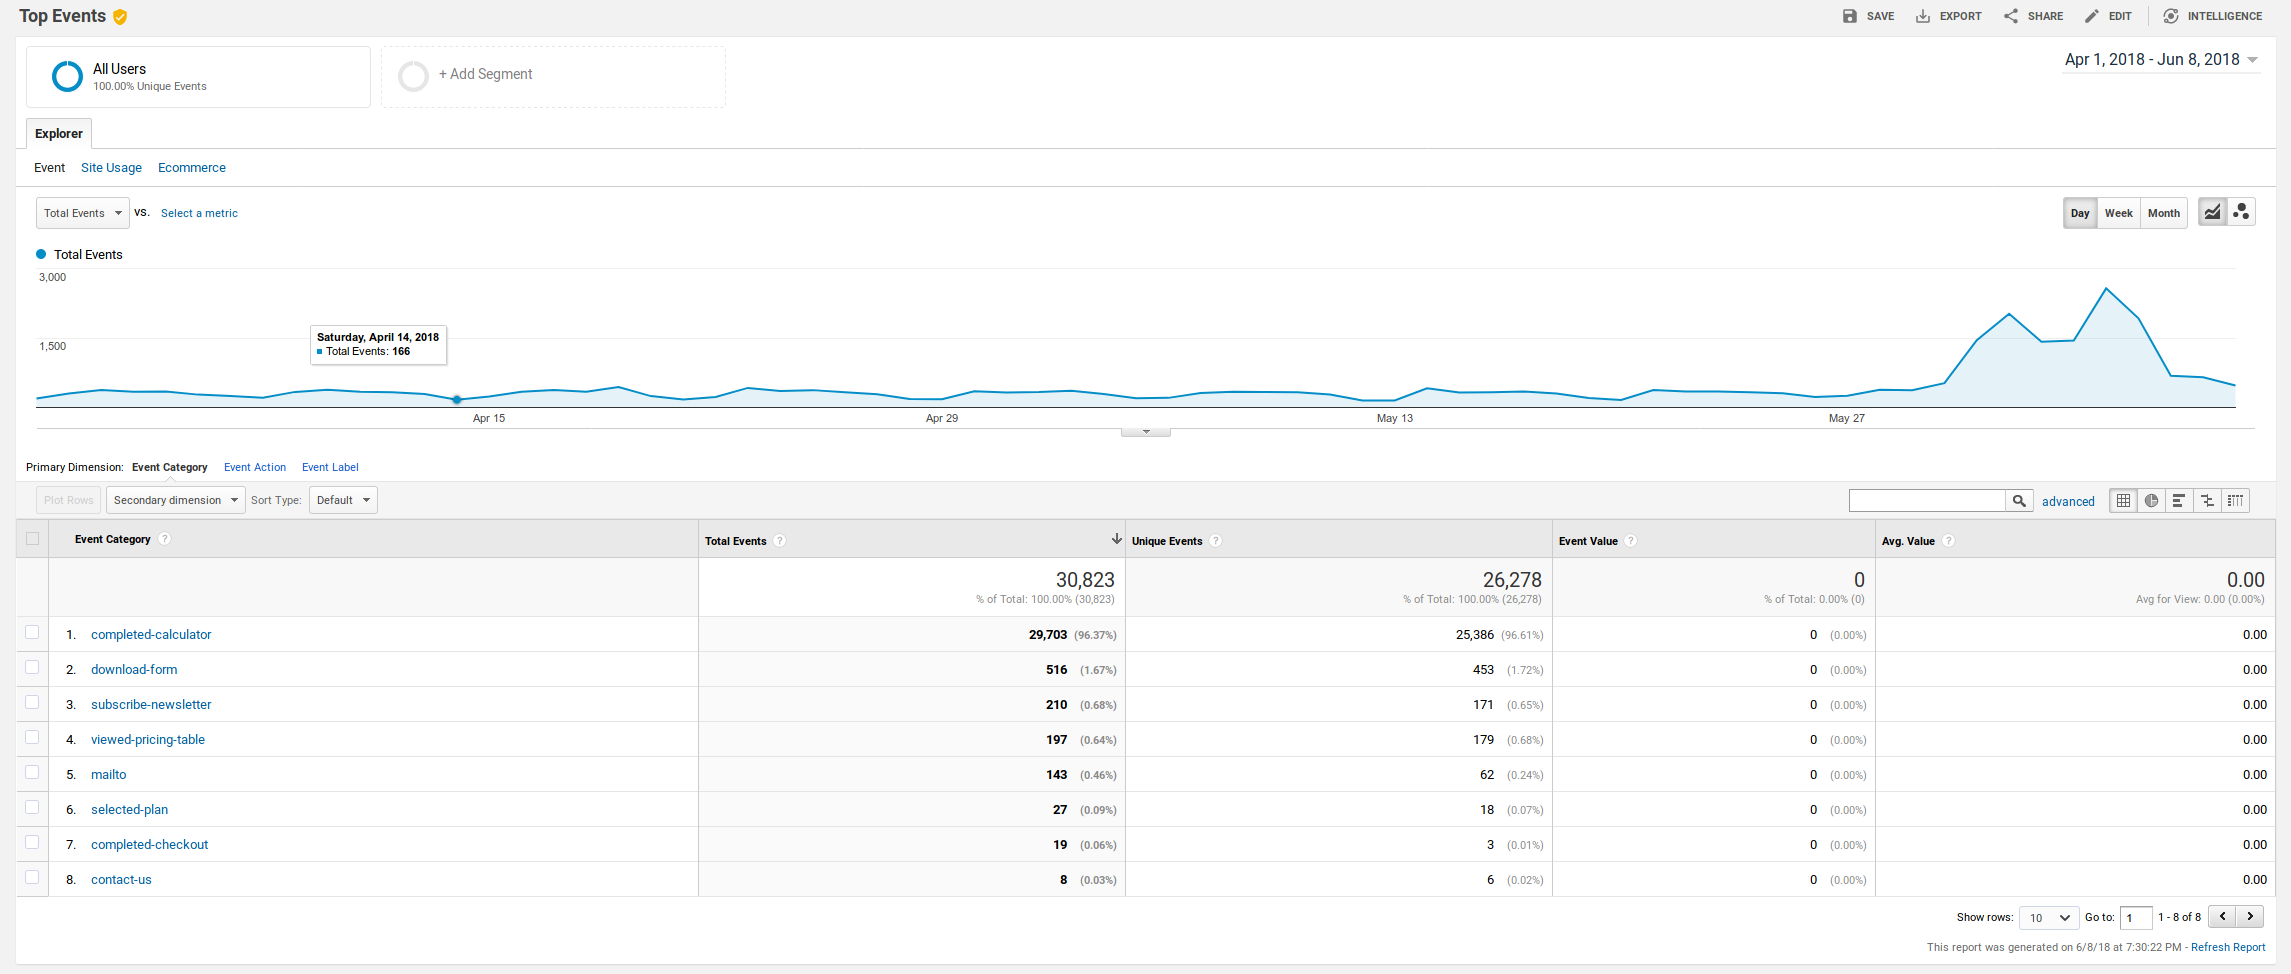 Top Events
SAVE EXPORT SHARE EDIT INTELLIGENCE
All Users
100.00% Unique Events
+ Add Segment
Apr 1, 2018 - Jun 8, 2018
Explorer
Event Site Usage Ecommerce
Total Events VS. Select a metric
Day Week Month
Total Events
3,000
1,500
Saturday, April 14, 2018
Total Events: 166
Apr 15 Apr 29 May 13 May 27
Primary Dimension: Event Category Event Action Event Label
Plot Rows Secondary dimension Sort Type: Default advanced
Event Category ? Total Events ? Unique Events ? Event Value ? Avg. Value ?
30,823 26,278 0 0.00
% of Total: 100.00% (30,823) % of Total: 100.00% (26,278) % of Total: 0.00% (0) Avg for View: 0.00 (0.00%)
1. completed-calculator 29,703 (96.37%) 25,386 (96.61%) 0 (0.00%) 0.00
2. download-form 516 (1.67%) 453 (1.72%) 0 (0.00%) 0.00
3. subscribe-newsletter 210 (0.68%) 171 (0.65%) 0 (0.00%) 0.00
4. viewed-pricing-table 197 (0.64%) 179 (0.68%) 0 (0.00%) 0.00
5. mailto 143 (0.46%) 62 (0.24%) 0 (0.00%) 0.00
6. selected-plan 27 (0.09%) 18 (0.07%) 0 (0.00%) 0.00
7. completed-checkout 19 (0.06%) 3 (0.01%) 0 (0.00%) 0.00
8. contact-us 8 (0.03%) 6 (0.02%) 0 (0.00%) 0.00
Show rows: 10 Go to: 1 1 - 8 of 8
This report was generated on 6/8/18 at 7:30:22 PM - Refresh Report